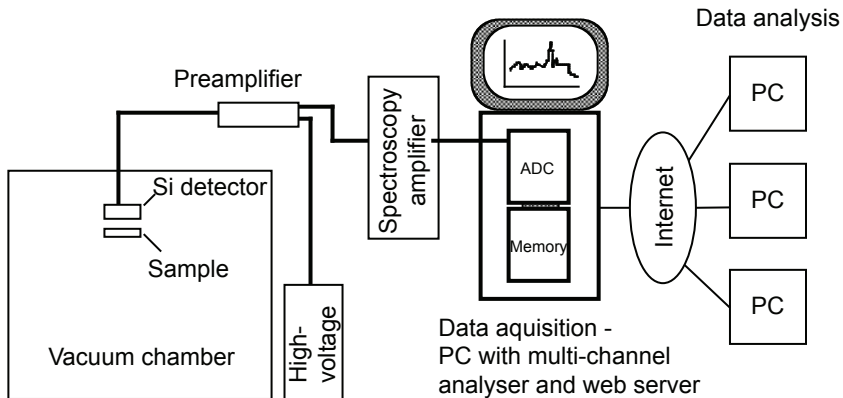 Data analysis
Preamplifier
Spectroscopy
amplifier
ADC
Memory
Internet
PC
PC
PC
Si detector
Sample
Vacuum chamber
High-
voltage
Data aquisition -
PC with multi-channel
analyser and web server